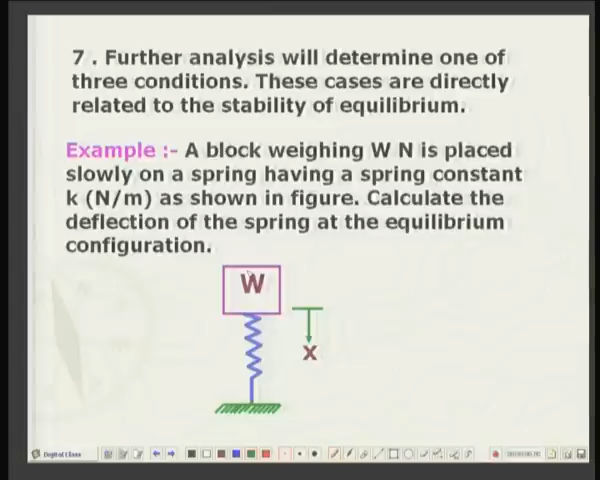 7 . Further analysis will determine one of
three conditions. These cases are directly
related to the stability of equilibrium.
Example :- A block weighing W N is placed
slowly on a spring having a spring constant
k (N/m) as shown in figure. Calculate the
deflection of the spring at the equilibrium
configuration.
W
x